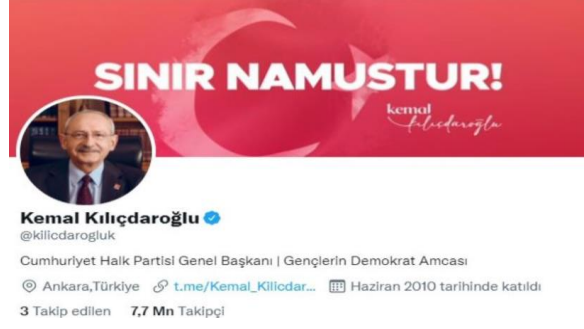 SINIR NAMUSTUR!
kemal
kılıçdaroğlu
Kemal Kılıçdaroğlu
@kilicdarogluk
Cumhuriyet Halk Partisi Genel Başkanı | Gençlerin Demokrat Amcası
Ankara,Türkiye t.me/Kemal_Kilicdar... Haziran 2010 tarihinde katıldı
3 Takip edilen 7,7 Mn Takipçi